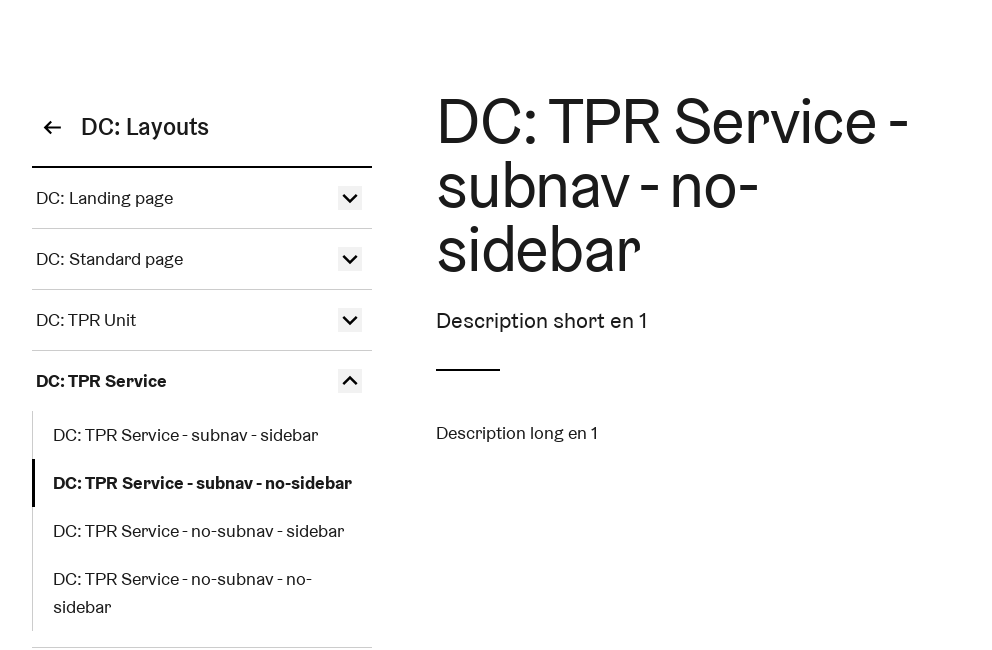 DC: Layouts
DC: Landing page
DC: Standard page
DC: TPR Unit
DC: TPR Service
DC: TPR Service - subnav - sidebar
DC: TPR Service - subnav - no-sidebar
DC: TPR Service - no-subnav - sidebar
DC: TPR Service - no-subnav - no-
sidebar
DC: TPR Service -
subnav - no-
sidebar
Description short en 1
Description long en 1